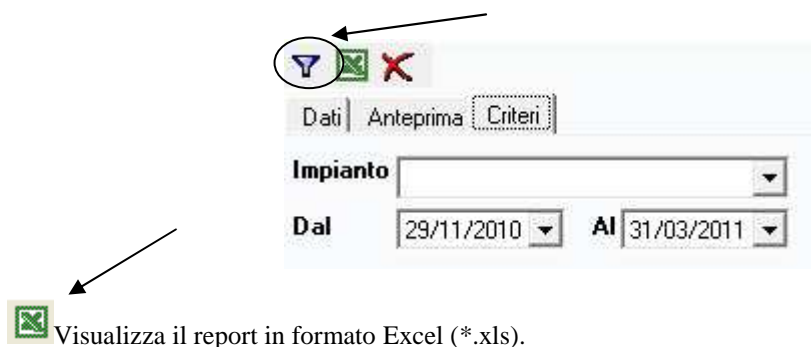 Dati Anteprima Criteri
Impianto
Dal 29/11/2010 Al 31/03/2011
Visualizza il report in formato Excel (*.xls).